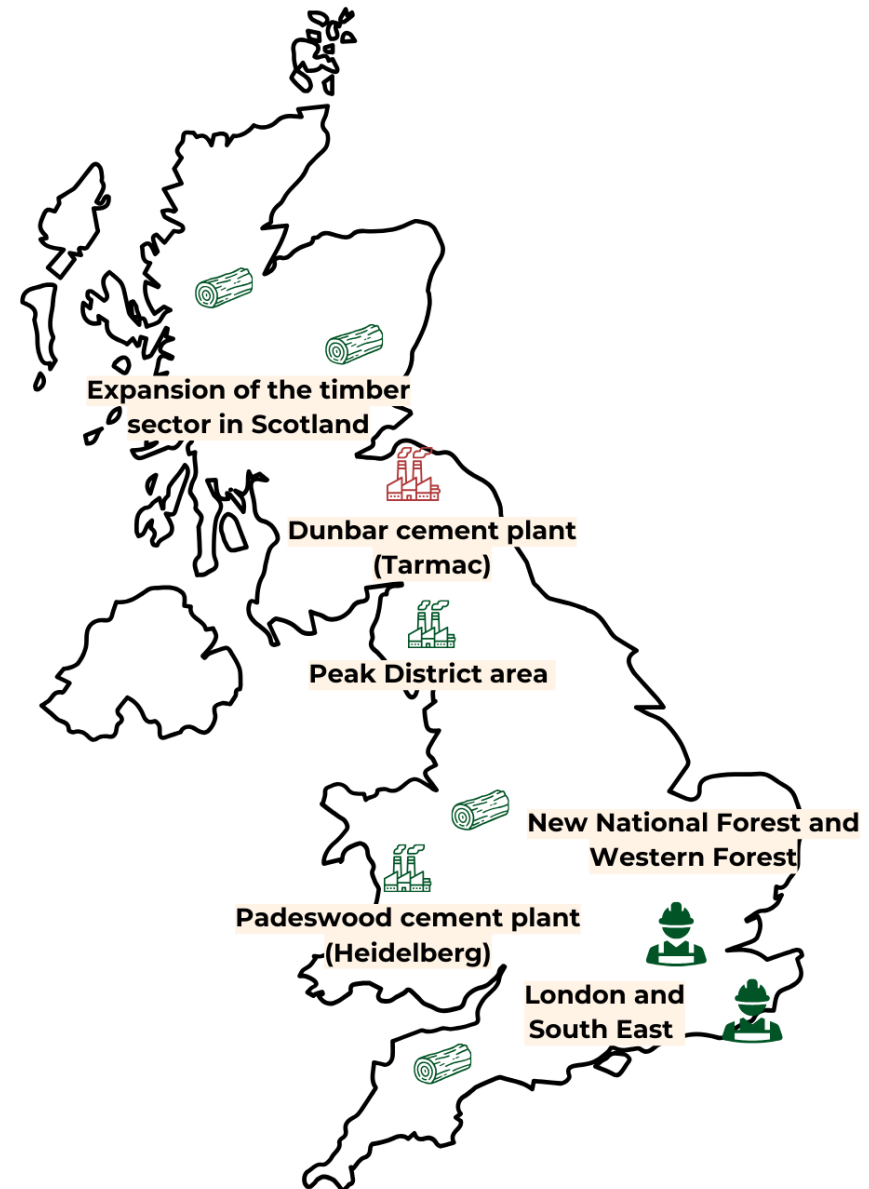 Expansion of the timber
sector in Scotland
Dunbar cement plant
(Tarmac)
Peak District area
New National Forest and
Western Forest
Padeswood cement plant
(Heidelberg)
London and
South East